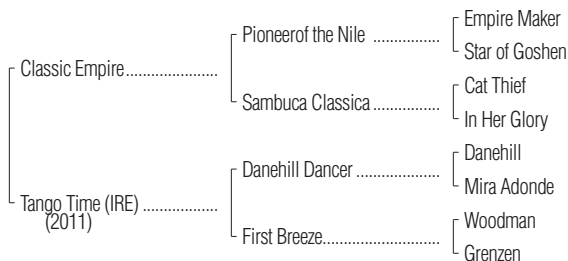 Empire Maker
Pioneerof the Nile ................
Star of Goshen
Classic Empire......................
Cat Thief
Sambuca Classica ................
In Her Glory
Danehill
Danehill Dancer ....................
Mira Adonde
Tango Time (IRE) ..................
(2011)
Woodman
First Breeze............................
Grenzen